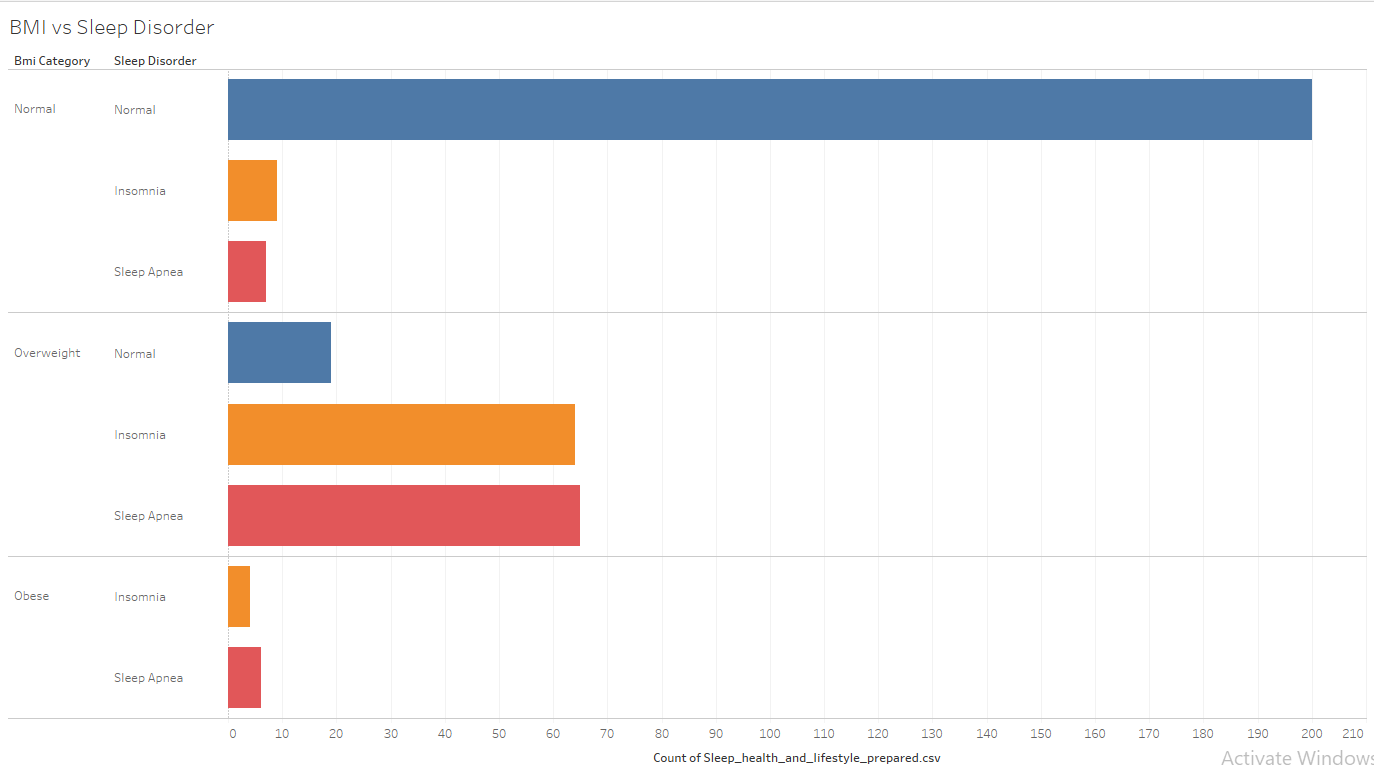 BMI vs Sleep Disorder
Bmi Category Sleep Disorder
Normal Normal
Insomnia
Sleep Apnea
Overweight Normal
Insomnia
Sleep Apnea
Obese Insomnia
Sleep Apnea
0 10 20 30 40 50 60 70 80 90 100 110 120 130 140 150 160 170 180 190 200 210
Count of Sleep_health_and_lifestyle_prepared.csv
Activate Windows